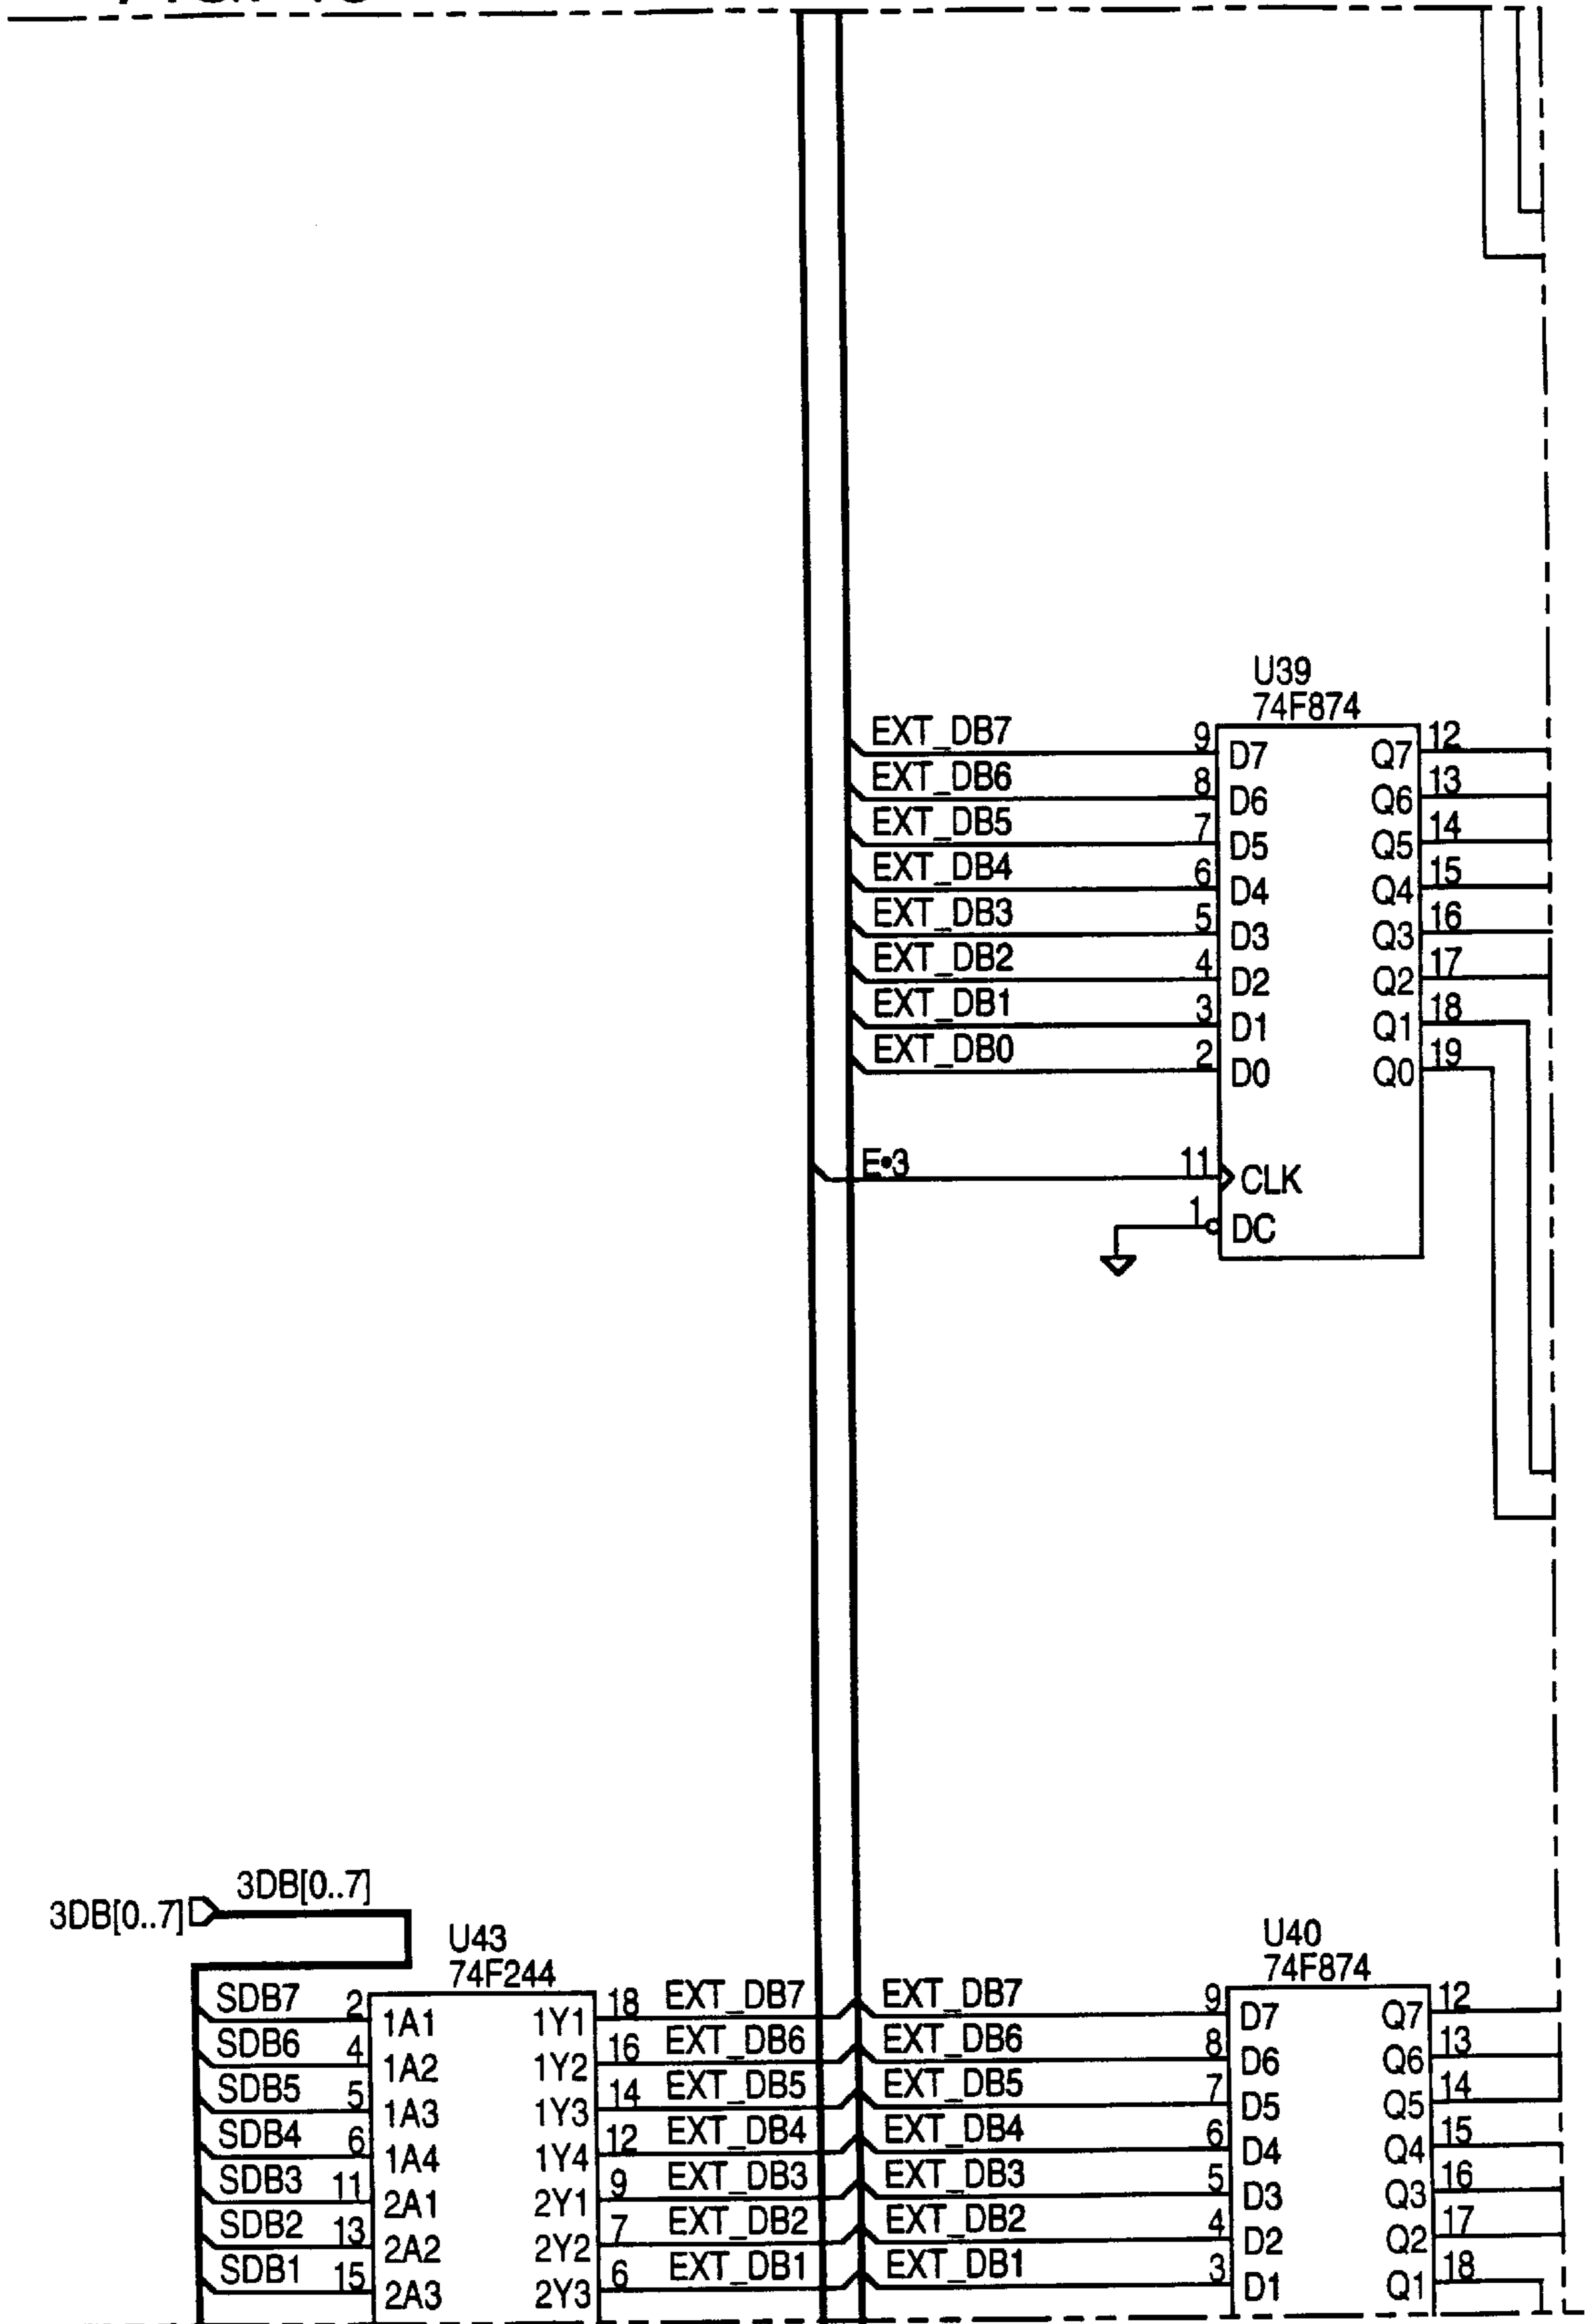 U39
74F874
EXT_DB7 9 D7 Q7 12
EXT_DB6 8 D6 Q6 13
EXT_DB5 7 D5 Q5 14
EXT_DB4 6 D4 Q4 15
EXT_DB3 5 D3 Q3 16
EXT_DB2 4 D2 Q2 17
EXT_DB1 3 D1 Q1 18
EXT_DB0 2 D0 Q0 19
E•3 11 CLK
1 DC
3DB[0..7] 3DB[0..7]
U43
74F244
U40
74F874
SDB7 2 1A1 1Y1 18 EXT_DB7 EXT_DB7 9 D7 Q7 12
SDB6 4 1A2 1Y2 16 EXT_DB6 EXT_DB6 8 D6 Q6 13
SDB5 5 1A3 1Y3 14 EXT_DB5 EXT_DB5 7 D5 Q5 14
SDB4 6 1A4 1Y4 12 EXT_DB4 EXT_DB4 6 D4 Q4 15
SDB3 11 2A1 2Y1 9 EXT_DB3 EXT_DB3 5 D3 Q3 16
SDB2 13 2A2 2Y2 7 EXT_DB2 EXT_DB2 4 D2 Q2 17
SDB1 15 2A3 2Y3 6 EXT_DB1 EXT_DB1 3 D1 Q1 18